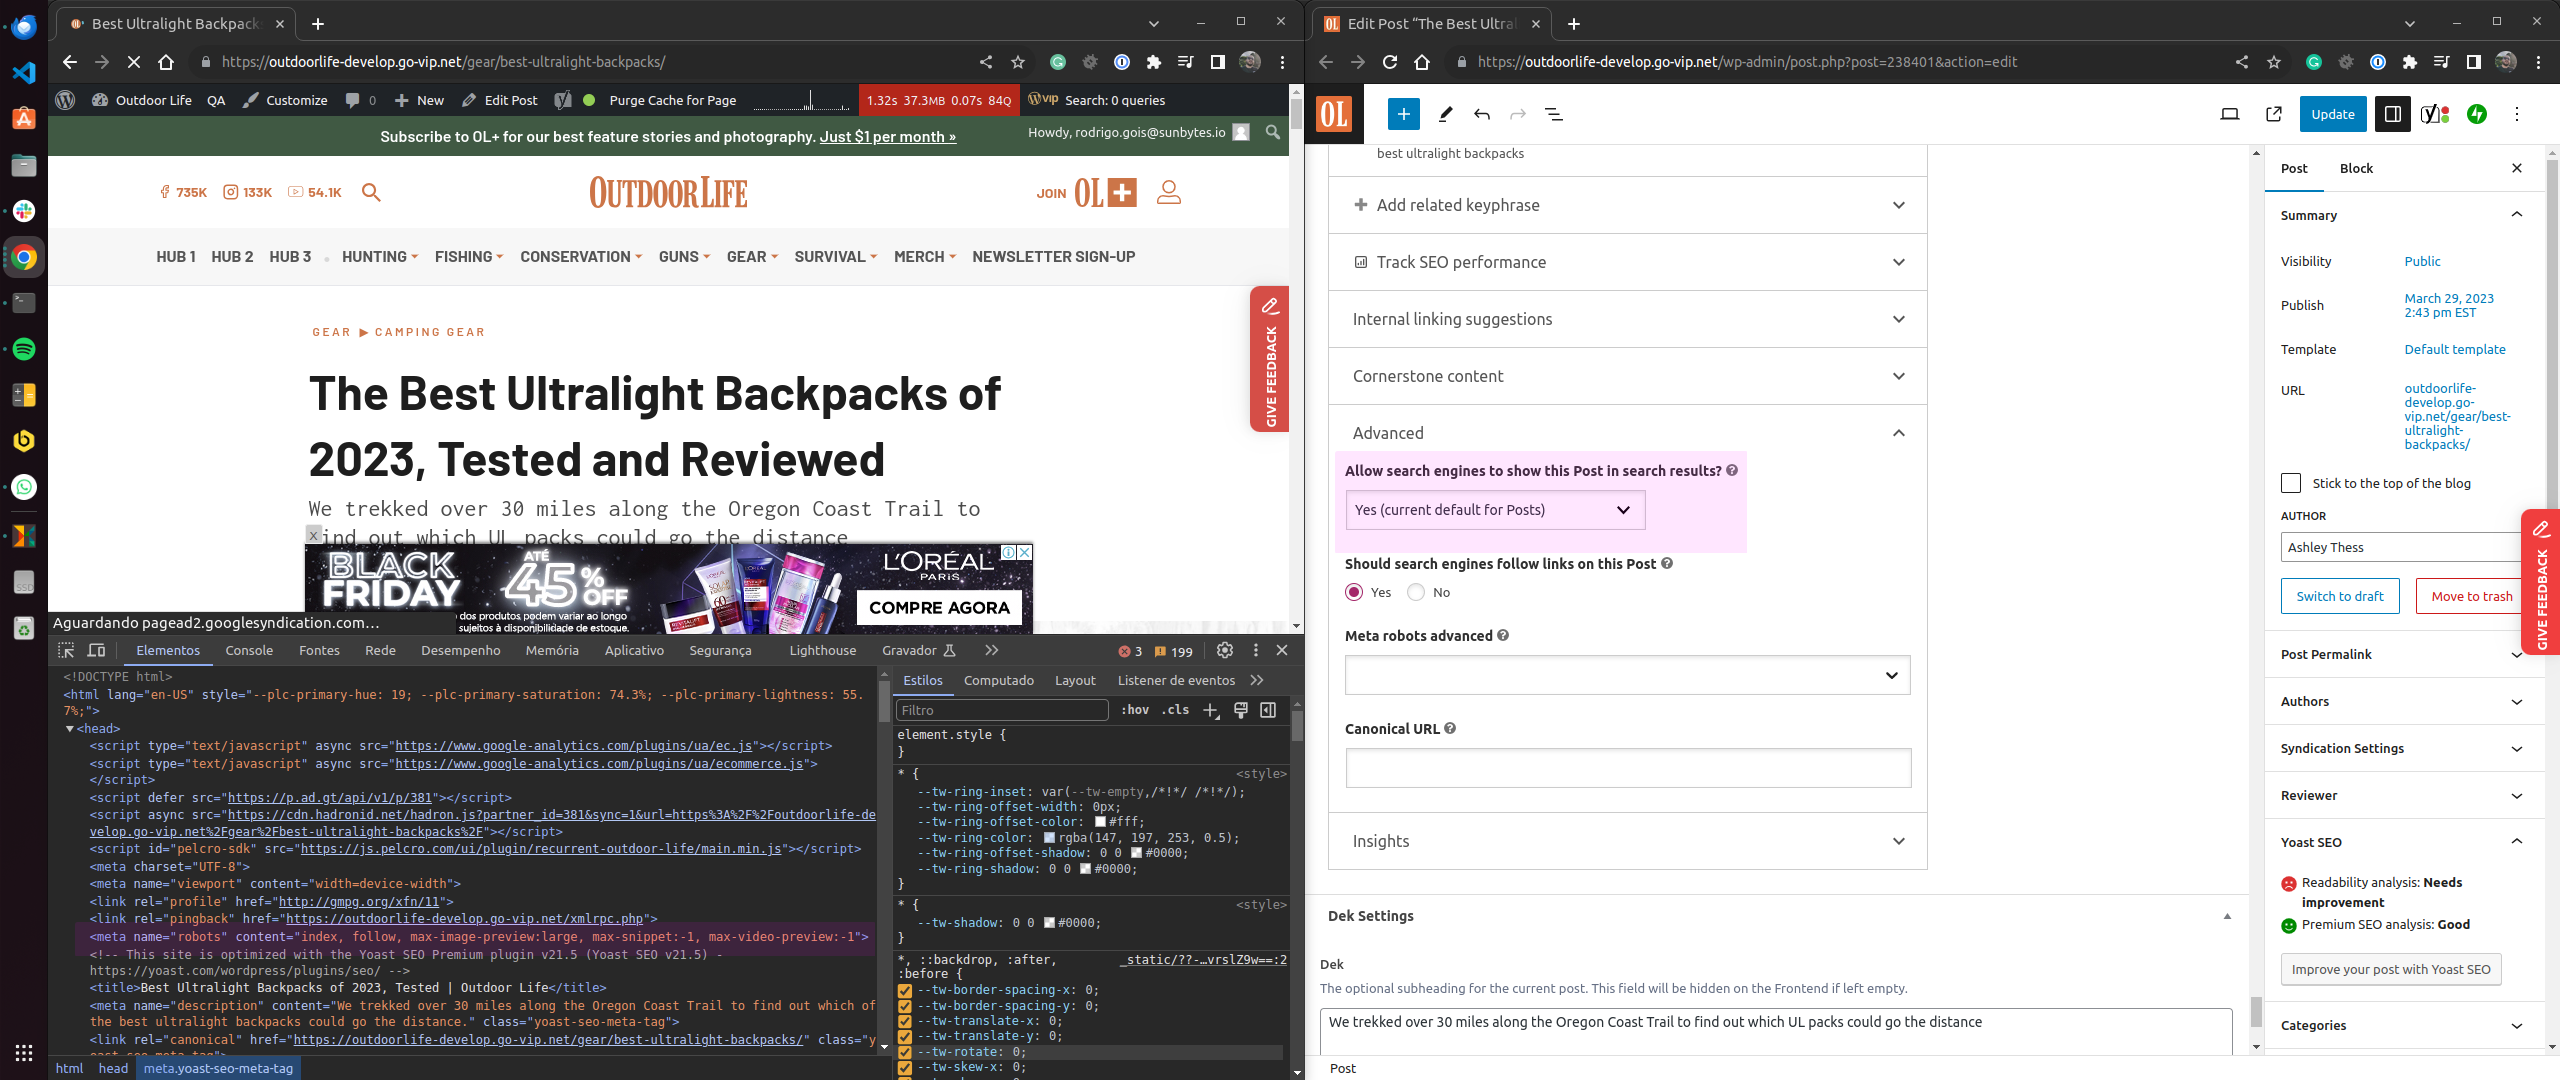 Best Ultralight Backpack
https://outdoorlife-develop.go-vip.net/gear/best-ultralight-backpacks/
Outdoor Life
QA
Customize
0
New
Edit Post
Purge Cache for Page
1.32s 37.3MB 0.07s 84Q
vip Search: 0 queries
Subscribe to OL+ for our best feature stories and photography. Just $1 per month »
Howdy, rodrigo.gois@sunbytes.io
735K
133K
54.1K
OUTDOOR LIFE
JOIN OL+
HUB 1 HUB 2 HUB 3 HUNTING FISHING CONSERVATION GUNS GEAR SURVIVAL MERCH NEWSLETTER SIGN-UP
GEAR ▶ CAMPING GEAR
GIVE FEEDBACK
The Best Ultralight Backpacks of
2023, Tested and Reviewed
We trekked over 30 miles along the Oregon Coast Trail to
find out which UL packs could go the distance
x
BLACK
FRIDAY
ATÉ
45% OFF
L'ORÉAL
PARIS
COMPRE AGORA
dos produtos podem variar ao longo
sujeitos à disponibilidade de estoque.
Aguardando pagead2.googlesyndication.com…
Elementos Console Fontes Rede Desempenho Memória Aplicativo Segurança Lighthouse Gravador
3 199
<!DOCTYPE html>
<html lang="en-US" style="--plc-primary-hue: 19; --plc-primary-saturation: 74.3%; --plc-primary-lightness: 55.
7%;">
▼<head>
<script type="text/javascript" async src="https://www.google-analytics.com/plugins/ua/ec.js"></script>
<script type="text/javascript" async src="https://www.google-analytics.com/plugins/ua/ecommerce.js">
</script>
<script defer src="https://p.ad.gt/api/v1/p/381"></script>
<script async src="https://cdn.hadronid.net/hadron.js?partner_id=381&sync=1&url=https%3A%2F%2Foutdoorlife-de
velop.go-vip.net%2Fgear%2Fbest-ultralight-backpacks%2F"></script>
<script id="pelcro-sdk" src="https://js.pelcro.com/ui/plugin/recurrent-outdoor-life/main.min.js"></script>
<meta charset="UTF-8">
<meta name="viewport" content="width=device-width">
<link rel="profile" href="http://gmpg.org/xfn/11">
<link rel="pingback" href="https://outdoorlife-develop.go-vip.net/xmlrpc.php">
<meta name="robots" content="index, follow, max-image-preview:large, max-snippet:-1, max-video-preview:-1">
<!-- This site is optimized with the Yoast SEO Premium plugin v21.5 (Yoast SEO v21.5) -
https://yoast.com/wordpress/plugins/seo/ -->
<title>Best Ultralight Backpacks of 2023, Tested | Outdoor Life</title>
<meta name="description" content="We trekked over 30 miles along the Oregon Coast Trail to find out which of
the best ultralight backpacks could go the distance." class="yoast-seo-meta-tag">
<link rel="canonical" href="https://outdoorlife-develop.go-vip.net/gear/best-ultralight-backpacks/" class="y
oast-seo-meta-tag">
html head meta.yoast-seo-meta-tag
Estilos Computado Layout Listener de eventos
Filtro
:hov .cls
element.style {
}
* { <style>
--tw-ring-inset: var(--tw-empty,/*!*/ /*!*/);
--tw-ring-offset-width: 0px;
--tw-ring-offset-color: #fff;
--tw-ring-color: rgba(147, 197, 253, 0.5);
--tw-ring-offset-shadow: 0 0 #0000;
--tw-ring-shadow: 0 0 #0000;
}
* { <style>
--tw-shadow: 0 0 #0000;
}
*, ::backdrop, :after, _static/??-…vrslZ9w==:2
:before {
--tw-border-spacing-x: 0;
--tw-border-spacing-y: 0;
--tw-translate-x: 0;
--tw-translate-y: 0;
--tw-rotate: 0;
--tw-skew-x: 0;
OL Edit Post “The Best Ultral
https://outdoorlife-develop.go-vip.net/wp-admin/post.php?post=238401&action=edit
OL
Update
best ultralight backpacks
Add related keyphrase
Track SEO performance
Internal linking suggestions
Cornerstone content
Advanced
Allow search engines to show this Post in search results?
Yes (current default for Posts)
Should search engines follow links on this Post
Yes No
Meta robots advanced
Canonical URL
Insights
Dek Settings
Dek
The optional subheading for the current post. This field will be hidden on the Frontend if left empty.
We trekked over 30 miles along the Oregon Coast Trail to find out which UL packs could go the distance
Post
Post Block
Summary
Visibility Public
Publish March 29, 2023
2:43 pm EST
Template Default template
URL outdoorlife-
develop.go-
vip.net/gear/best-
ultralight-
backpacks/
Stick to the top of the blog
AUTHOR
Ashley Thess
Switch to draft Move to trash
GIVE FEEDBACK
Post Permalink
Authors
Syndication Settings
Reviewer
Yoast SEO
Readability analysis: Needs
improvement
Premium SEO analysis: Good
Improve your post with Yoast SEO
Categories